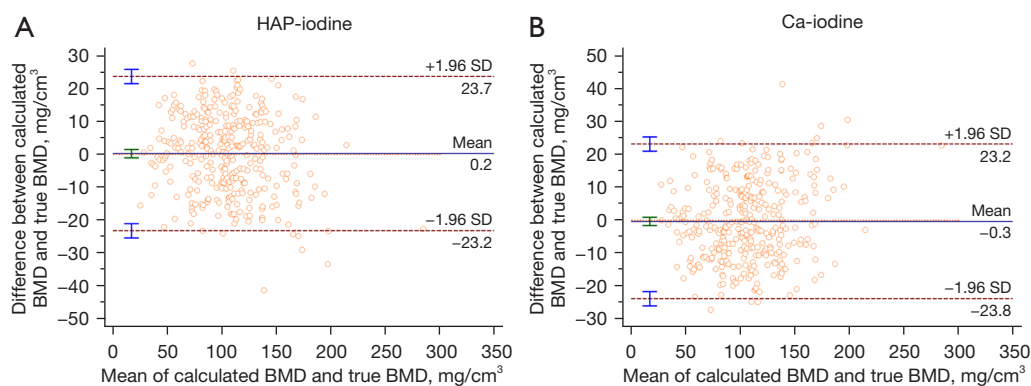 A
HAP-iodine
Difference between calculated
BMD and true BMD, mg/cm³
30
20
10
0
−10
−20
−30
−40
−50
+1.96 SD
23.7
Mean
0.2
−1.96 SD
−23.2
0 50 100 150 200 250 300 350
Mean of calculated BMD and true BMD, mg/cm³
B
Ca-iodine
Difference between calculated
BMD and true BMD, mg/cm³
50
40
30
20
10
0
−10
−20
−30
+1.96 SD
23.2
Mean
−0.3
−1.96 SD
−23.8
0 50 100 150 200 250 300 350
Mean of calculated BMD and true BMD, mg/cm³